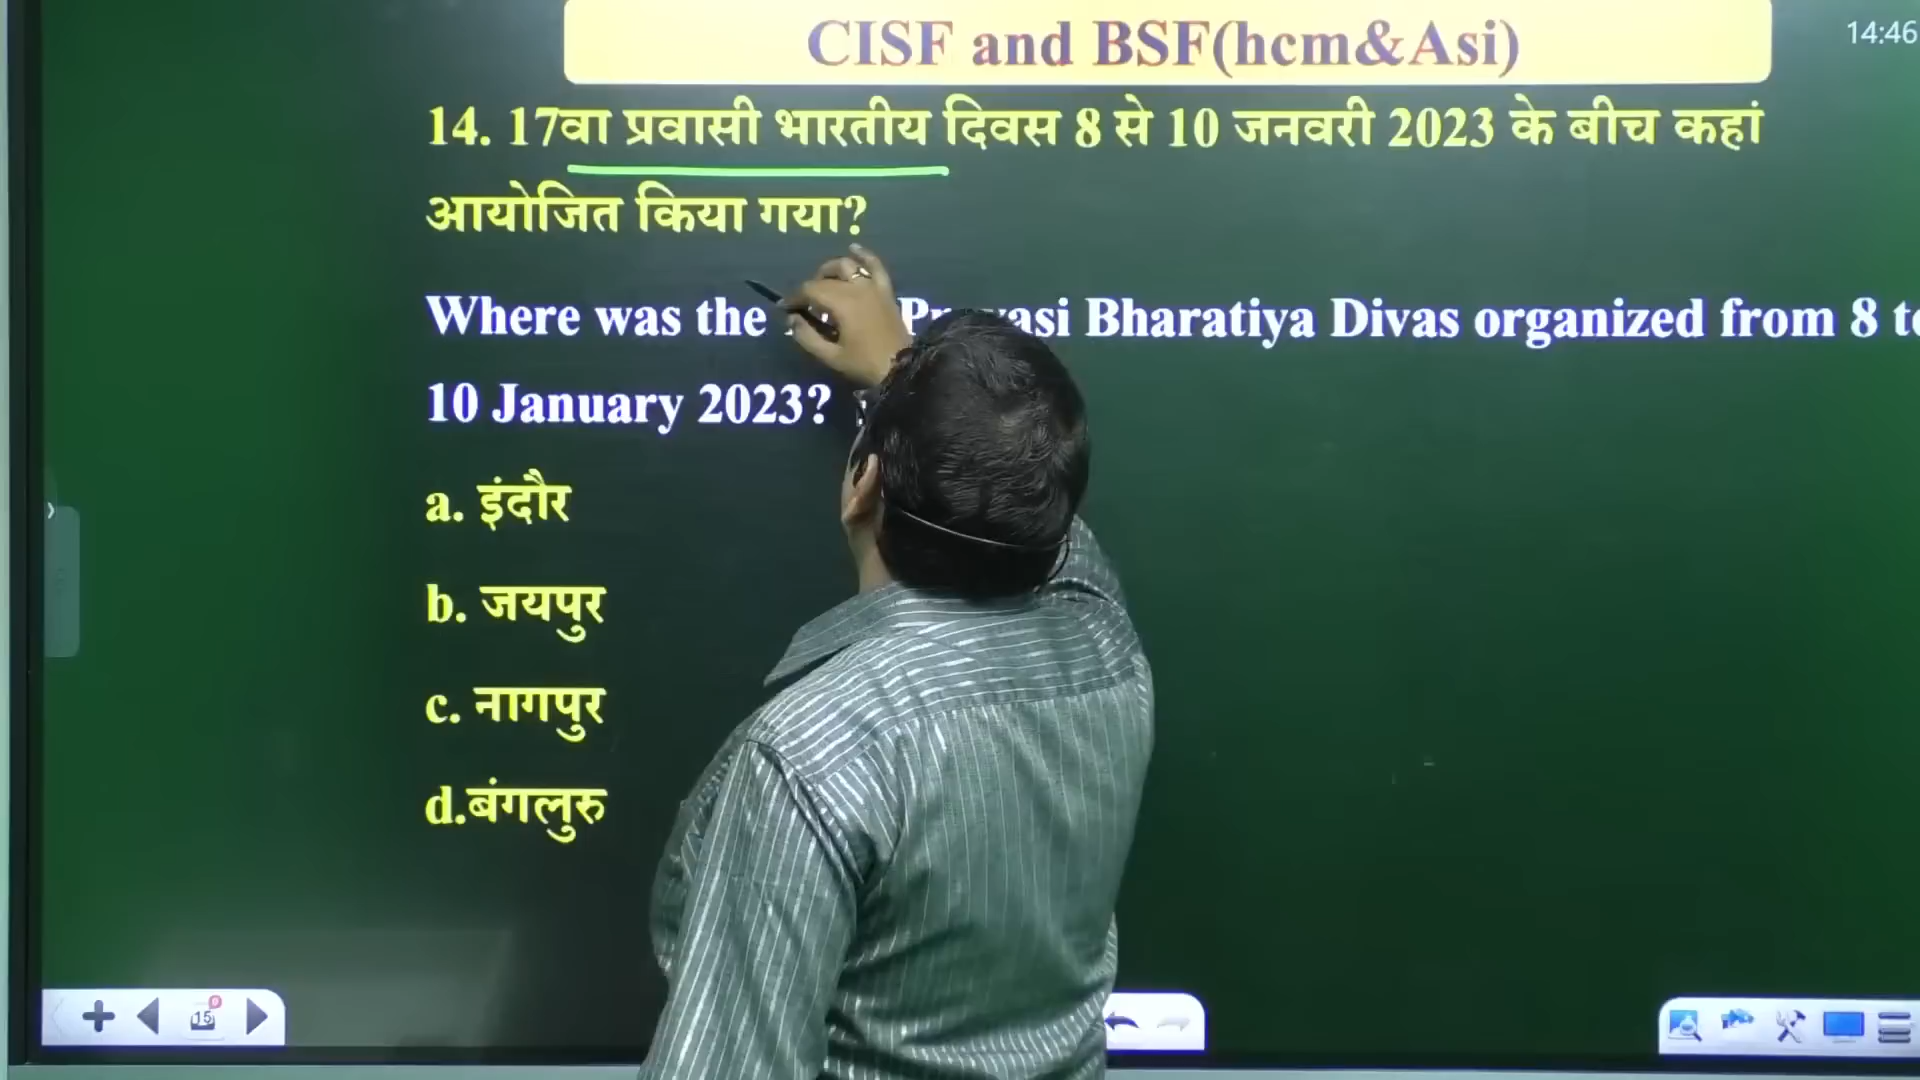 CISF and BSF(hcm&Asi)
14:46
14. 17वा प्रवासी भारतीय दिवस 8 से 10 जनवरी 2023 के बीच कहां
आयोजित किया गया?
Where was the Bharatiya Divas organized from 8
10 January 2023?
a. इंदौर
b. जयपुर
c. नागपुर
d.बंगलुरु
15